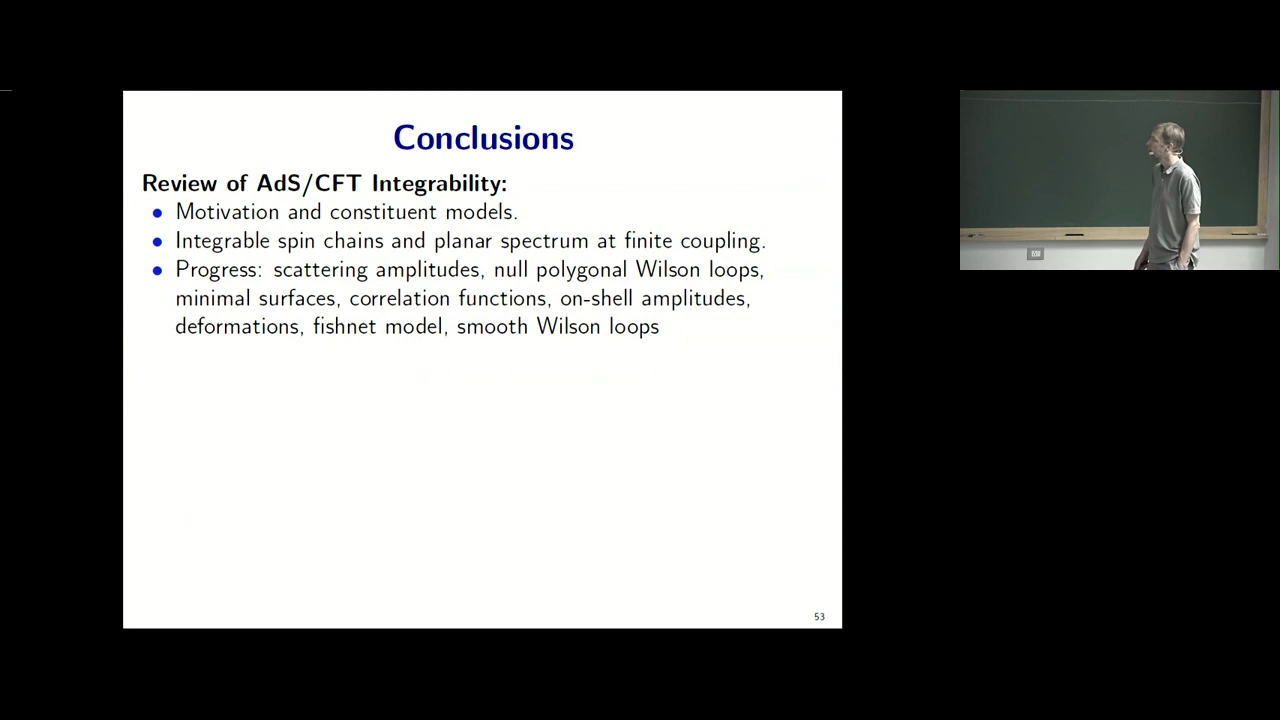 Conclusions
Review of AdS/CFT Integrability:
• Motivation and constituent models.
• Integrable spin chains and planar spectrum at finite coupling.
• Progress: scattering amplitudes, null polygonal Wilson loops,
minimal surfaces, correlation functions, on-shell amplitudes,
deformations, fishnet model, smooth Wilson loops
53